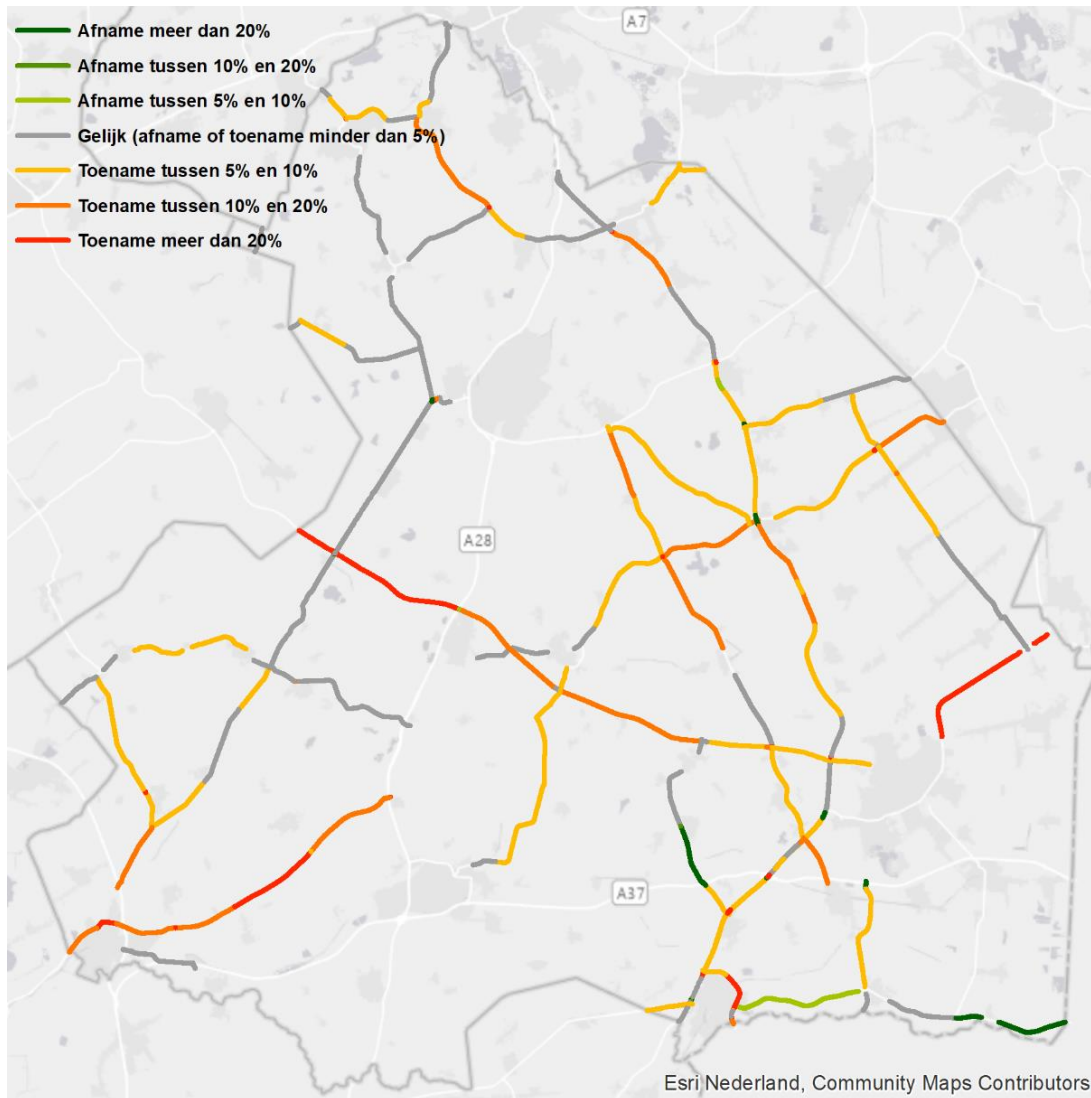 A7
Afname meer dan 20%
Afname tussen 10% en 20%
Afname tussen 5% en 10%
Gelijk (afname of toename minder dan 5%)
Toename tussen 5% en 10%
Toename tussen 10% en 20%
Toename meer dan 20%
A28
A37
Esri Nederland, Community Maps Contributors